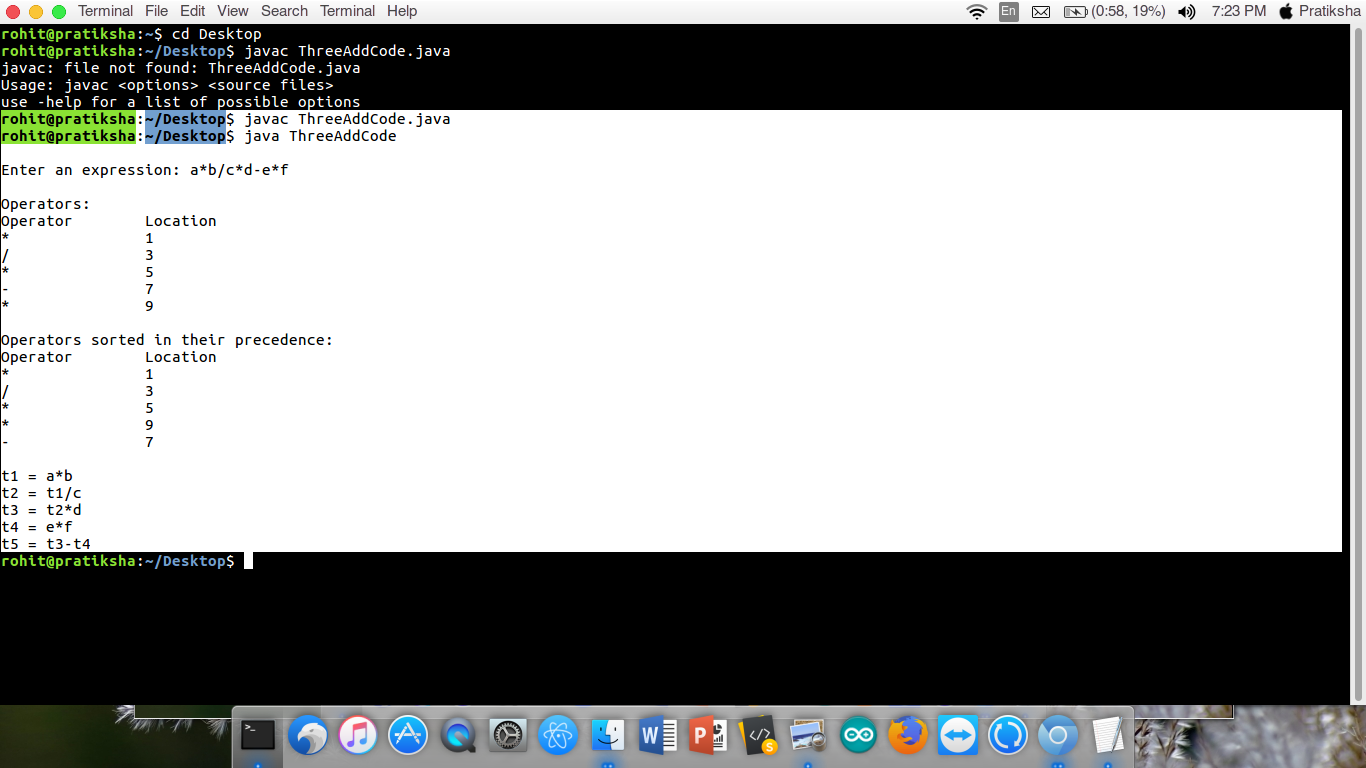 Terminal File Edit View Search Terminal Help En (0:58, 19%) 7:23 PM Pratiksha
rohit@pratiksha:~$ cd Desktop
rohit@pratiksha:~/Desktop$ javac ThreeAddCode.java
javac: file not found: ThreeAddCode.java
Usage: javac <options> <source files>
use -help for a list of possible options
rohit@pratiksha:~/Desktop$ javac ThreeAddCode.java
rohit@pratiksha:~/Desktop$ java ThreeAddCode
Enter an expression: a*b/c*d-e*f
Operators:
Operator Location
* 1
/ 3
* 5
- 7
* 9
Operators sorted in their precedence:
Operator Location
* 1
/ 3
* 5
* 9
- 7
t1 = a*b
t2 = t1/c
t3 = t2*d
t4 = e*f
t5 = t3-t4
rohit@pratiksha:~/Desktop$
>_ W P </> S